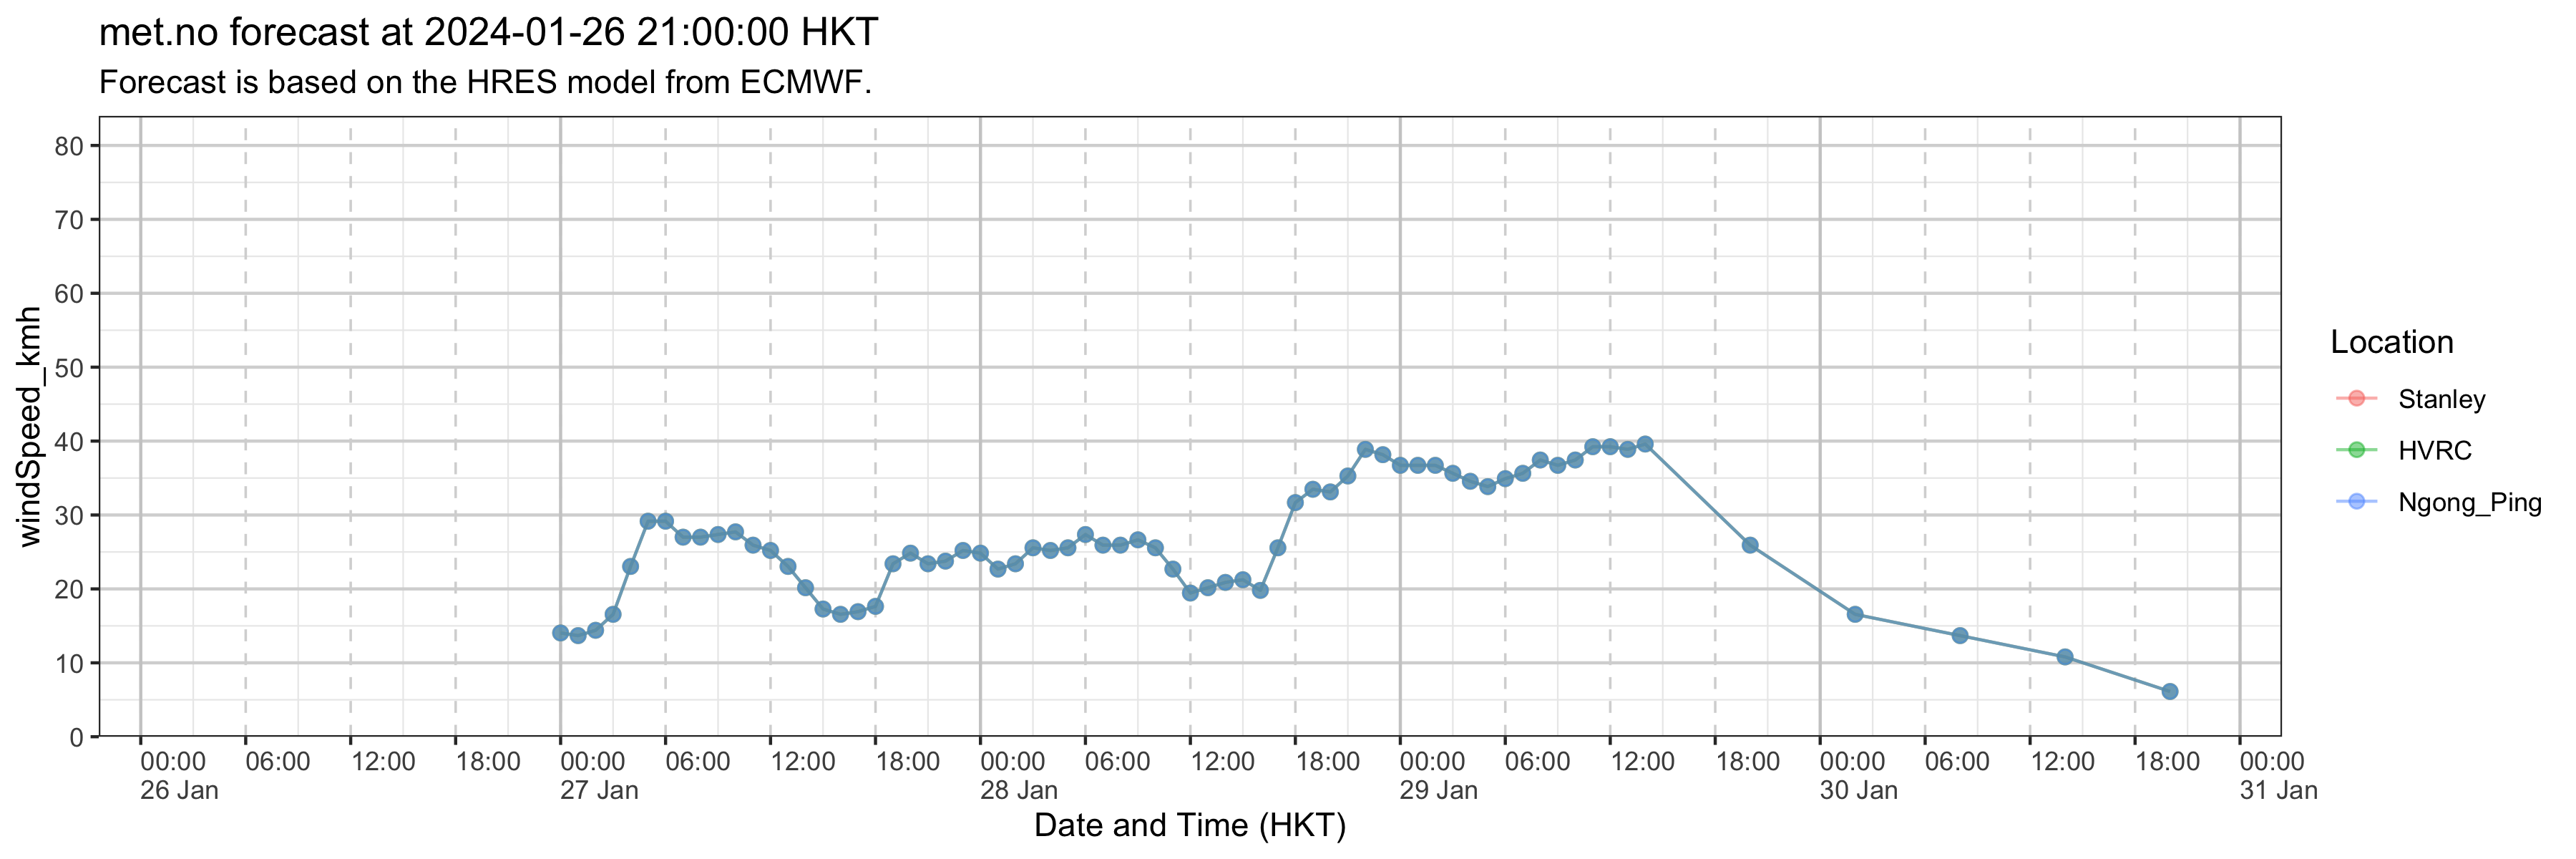 met.no forecast at 2024-01-26 21:00:00 HKT
Forecast is based on the HRES model from ECMWF.
windSpeed_kmh
80
70
60
50
40
30
20
10
0
00:00 06:00 12:00 18:00 00:00 06:00 12:00 18:00 00:00 06:00 12:00 18:00 00:00 06:00 12:00 18:00 00:00 06:00 12:00 18:00 00:00
26 Jan 27 Jan 28 Jan 29 Jan 30 Jan 31 Jan
Date and Time (HKT)
Location
Stanley
HVRC
Ngong_Ping